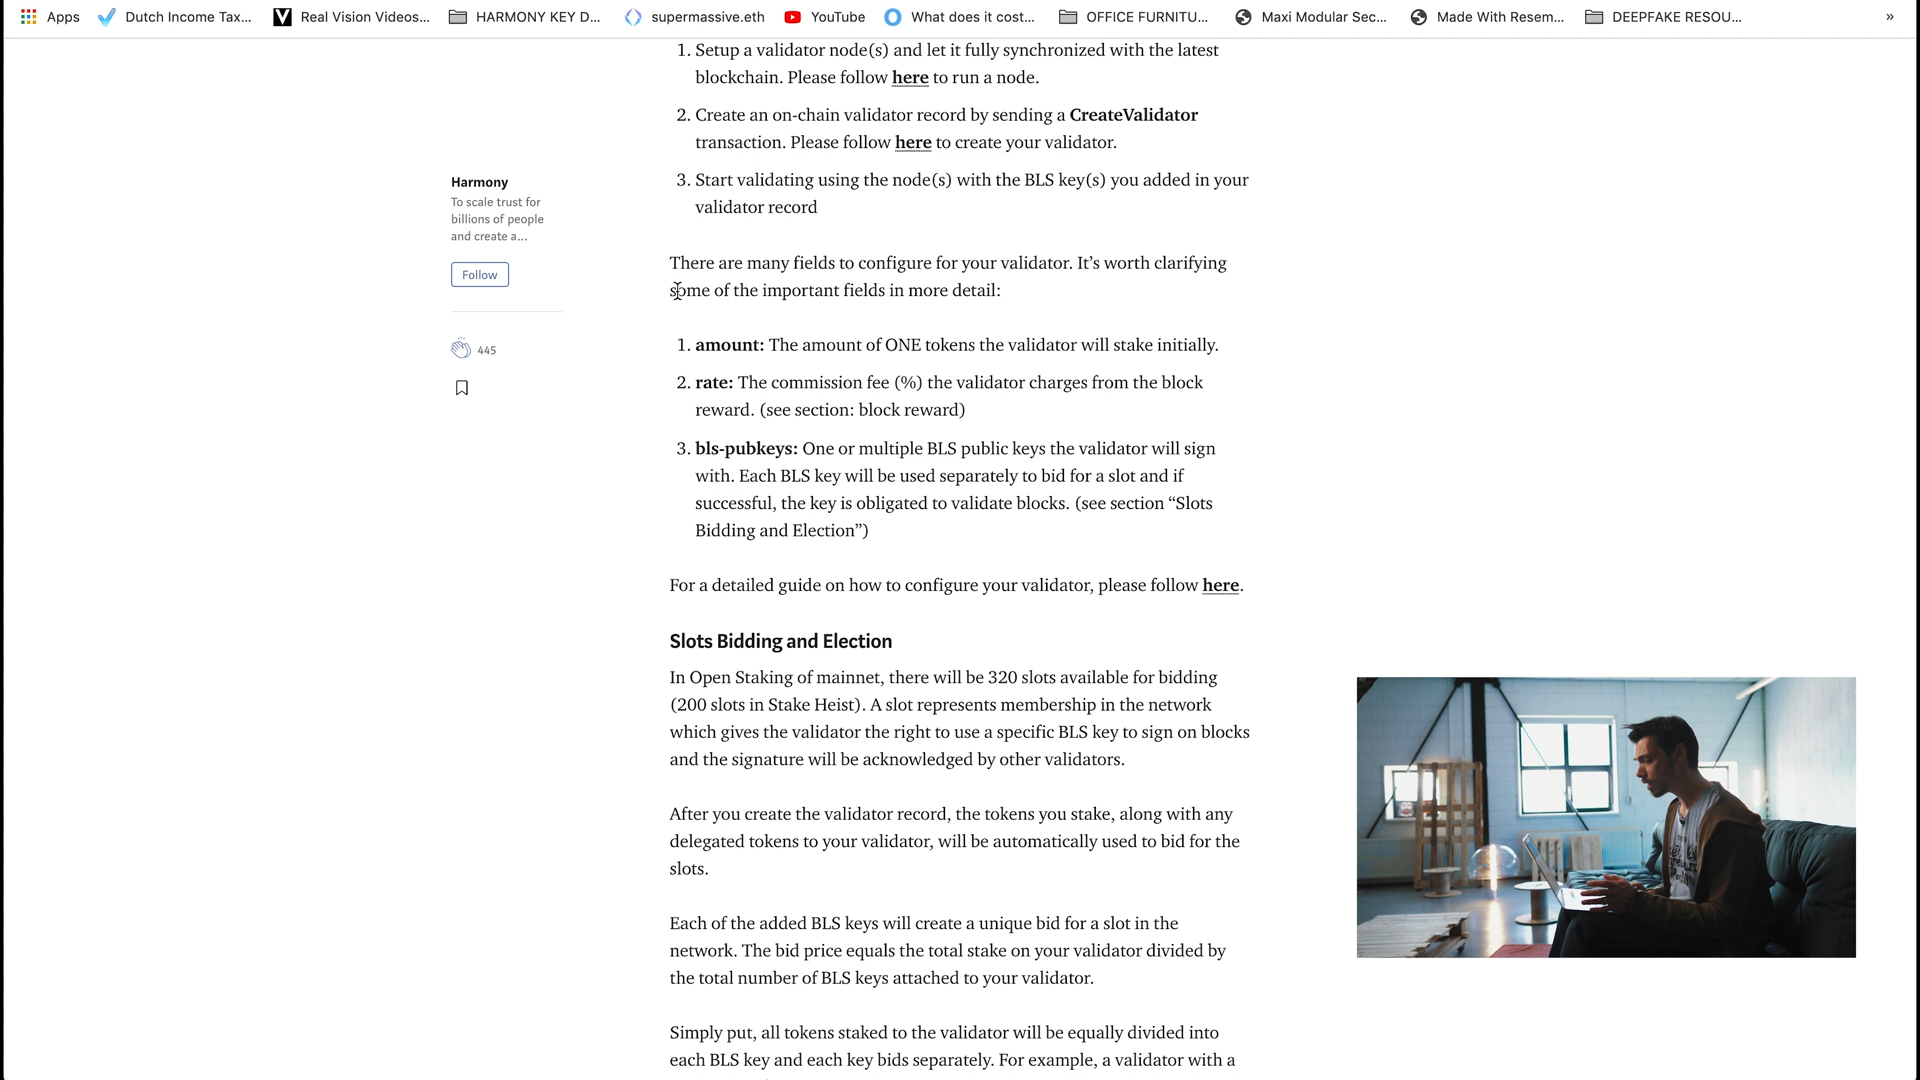 Apps
Dutch Income Tax...
Real Vision Videos...
HARMONY KEY D...
supermassive.eth
YouTube
What does it cost...
OFFICE FURNITU...
Maxi Modular Sec...
Made With Resem...
DEEPFAKE RESOU...
»
1. Setup a validator node(s) and let it fully synchronized with the latest
blockchain. Please follow here to run a node.
2. Create an on-chain validator record by sending a CreateValidator
transaction. Please follow here to create your validator.
3. Start validating using the node(s) with the BLS key(s) you added in your
validator record
Harmony
To scale trust for
billions of people
and create a...
Follow
445
There are many fields to configure for your validator. It’s worth clarifying
some of the important fields in more detail:
1. amount: The amount of ONE tokens the validator will stake initially.
2. rate: The commission fee (%) the validator charges from the block
reward. (see section: block reward)
3. bls-pubkeys: One or multiple BLS public keys the validator will sign
with. Each BLS key will be used separately to bid for a slot and if
successful, the key is obligated to validate blocks. (see section “Slots
Bidding and Election”)
For a detailed guide on how to configure your validator, please follow here.
Slots Bidding and Election
In Open Staking of mainnet, there will be 320 slots available for bidding
(200 slots in Stake Heist). A slot represents membership in the network
which gives the validator the right to use a specific BLS key to sign on blocks
and the signature will be acknowledged by other validators.
After you create the validator record, the tokens you stake, along with any
delegated tokens to your validator, will be automatically used to bid for the
slots.
Each of the added BLS keys will create a unique bid for a slot in the
network. The bid price equals the total stake on your validator divided by
the total number of BLS keys attached to your validator.
Simply put, all tokens staked to the validator will be equally divided into
each BLS key and each key bids separately. For example, a validator with a